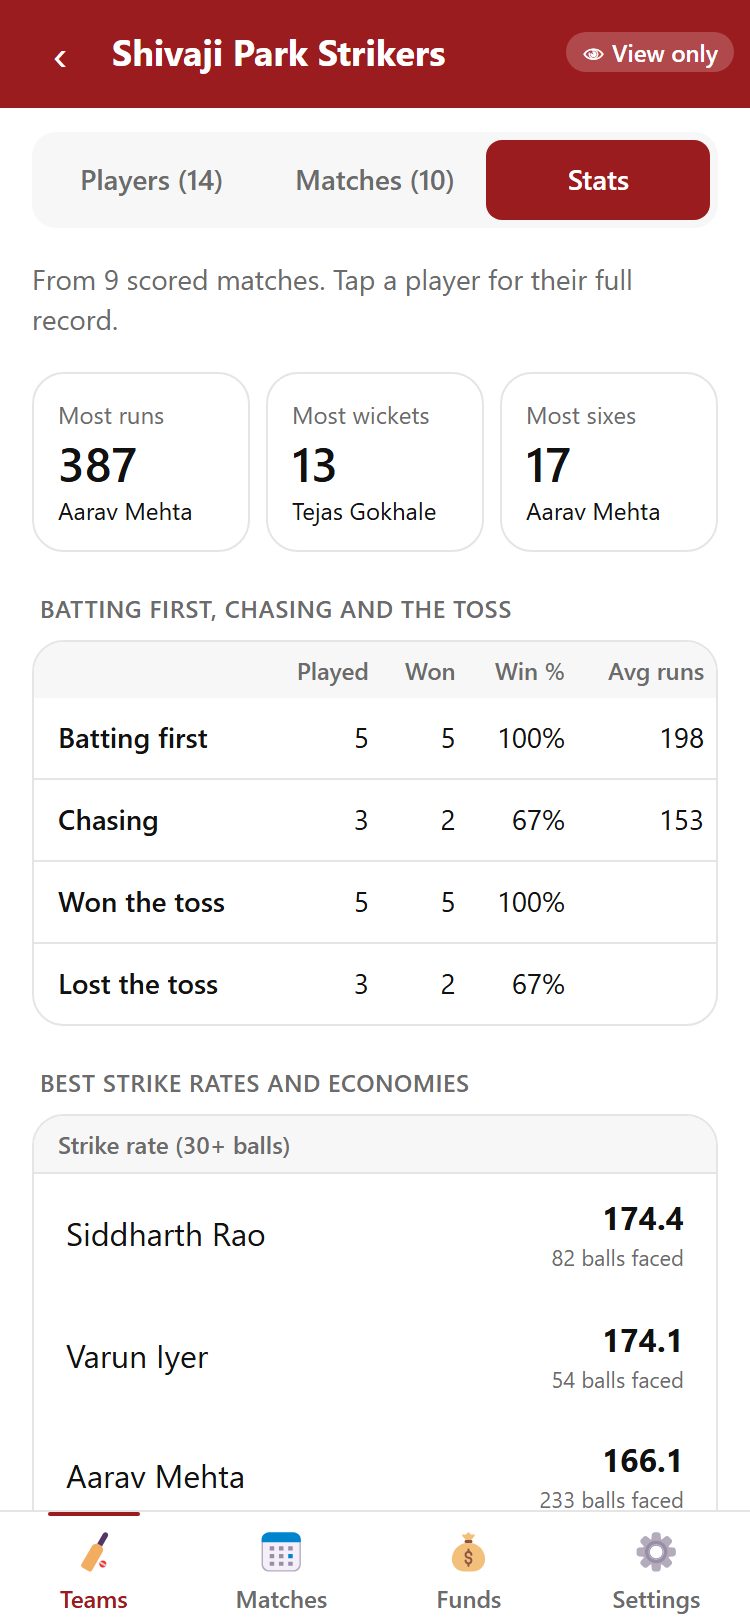 ‹ Shivaji Park Strikers View only
Players (14) Matches (10) Stats
From 9 scored matches. Tap a player for their full
record.
Most runs Most wickets Most sixes
387 13 17
Aarav Mehta Tejas Gokhale Aarav Mehta
BATTING FIRST, CHASING AND THE TOSS
Played Won Win % Avg runs
Batting first 5 5 100% 198
Chasing 3 2 67% 153
Won the toss 5 5 100%
Lost the toss 3 2 67%
BEST STRIKE RATES AND ECONOMIES
Strike rate (30+ balls)
Siddharth Rao 174.4
82 balls faced
Varun Iyer 174.1
54 balls faced
Aarav Mehta 166.1
233 balls faced
Teams Matches Funds Settings